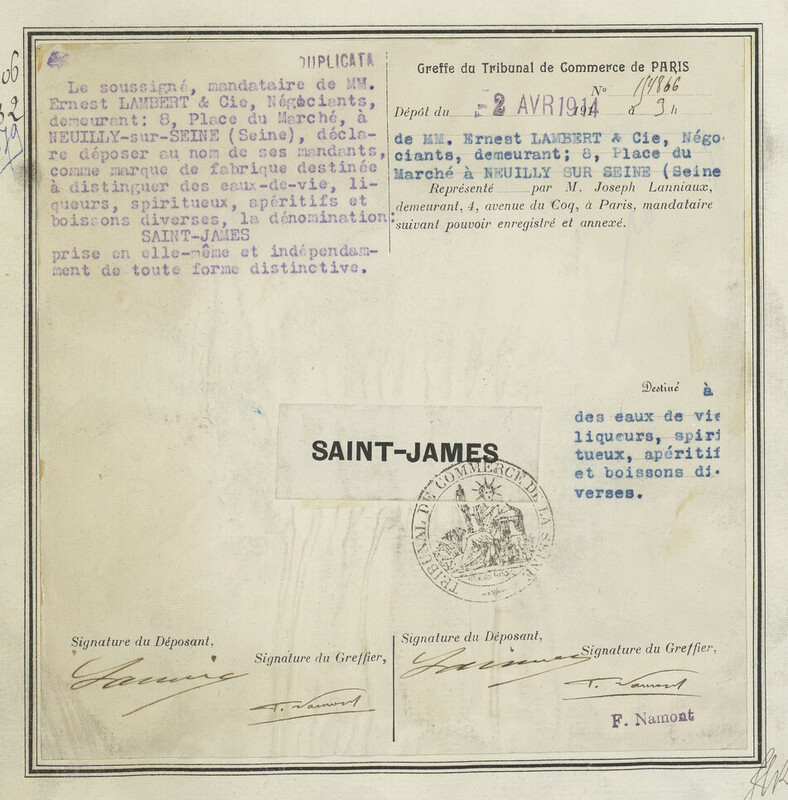 DUPLICATA
Le soussigné, mandataire de MM.
Ernest LAMBERT & Cie, Négociants,
demeurant: 8, Place du Marché, à
NEUILLY-sur-SEINE (Seine), décla-
re déposer au nom de ses mandants,
comme marque de fabrique destinée
à distinguer des eaux-de-vie, li-
queurs, spiritueux, apéritifs et
boissons diverses, la dénomination:
SAINT-JAMES
prise en elle-même et indépendam-
ment de toute forme distinctive.
Greffe du Tribunal de Commerce de PARIS
Nº
Dépôt du - 2 AVR 1914 à 3 h
de MM. Ernest LAMBERT & Cie, Négo-
ciants, demeurant; 8, Place du
Marché à NEUILLY SUR SEINE (Seine
Représenté par M. Joseph Lanniaux,
demeurant, 4, avenue du Coq, à Paris, mandataire
suivant pouvoir enregistré et annexé.
Destiné à
des eaux de vie
liqueurs, spiri
tueux, apéritif
et boissons di-
verses.
SAINT-JAMES
TRIBUNAL DE COMMERCE DE LA SEINE
Signature du Déposant,
Signature du Greffier,
Signature du Déposant,
Signature du Greffier,
F. Namont
F. Namont
F. Namont